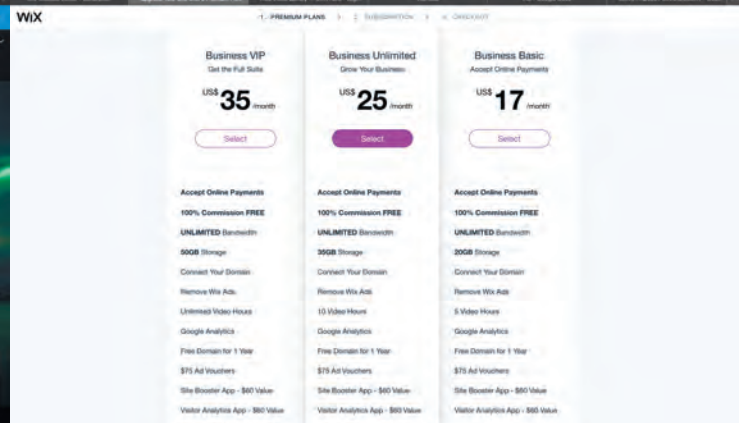 WiX
1 PREMIUM PLANS > 2 SUBSCRIPTION > 3 CHECKOUT
Business VIP
Get the Full Suite
US$ 35 /month
Select
Accept Online Payments
100% Commission FREE
UNLIMITED Bandwidth
50GB Storage
Connect Your Domain
Remove Wix Ads
Unlimited Video Hours
Google Analytics
Free Domain for 1 Year
$75 Ad Vouchers
Site Booster App - $60 Value
Visitor Analytics App - $60 Value
Business Unlimited
Grow Your Business
US$ 25 /month
Select
Accept Online Payments
100% Commission FREE
UNLIMITED Bandwidth
35GB Storage
Connect Your Domain
Remove Wix Ads
10 Video Hours
Google Analytics
Free Domain for 1 Year
$75 Ad Vouchers
Site Booster App - $60 Value
Visitor Analytics App - $60 Value
Business Basic
Accept Online Payments
US$ 17 /month
Select
Accept Online Payments
100% Commission FREE
UNLIMITED Bandwidth
20GB Storage
Connect Your Domain
Remove Wix Ads
5 Video Hours
Google Analytics
Free Domain for 1 Year
$75 Ad Vouchers
Site Booster App - $60 Value
Visitor Analytics App - $60 Value